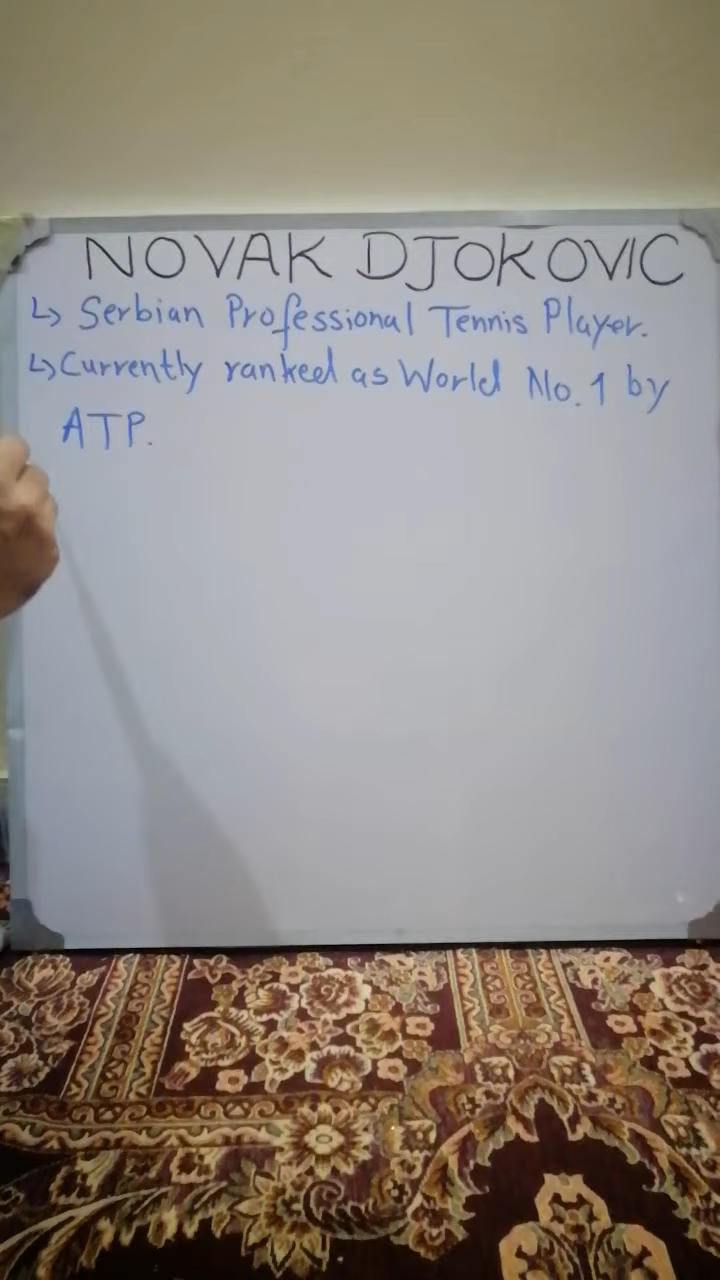 NOVAK DJOKOVIC
↳ Serbian Professional Tennis Player.
↳ Currently ranked as World No. 1 by
ATP.